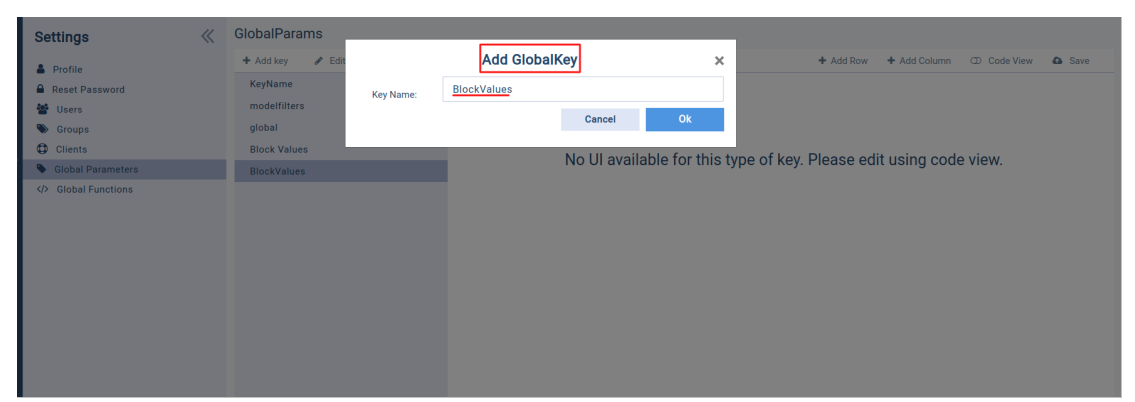 Settings
Profile
Reset Password
Users
Groups
Clients
Global Parameters
Global Functions
GlobalParams
Add key Edit
KeyName
modelfilters
global
Block Values
BlockValues
Add GlobalKey
Key Name: BlockValues
Cancel Ok
Add Row Add Column Code View Save
No UI available for this type of key. Please edit using code view.